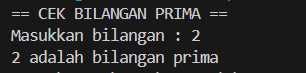 == CEK BILANGAN PRIMA ==
Masukkan bilangan : 2
2 adalah bilangan prima